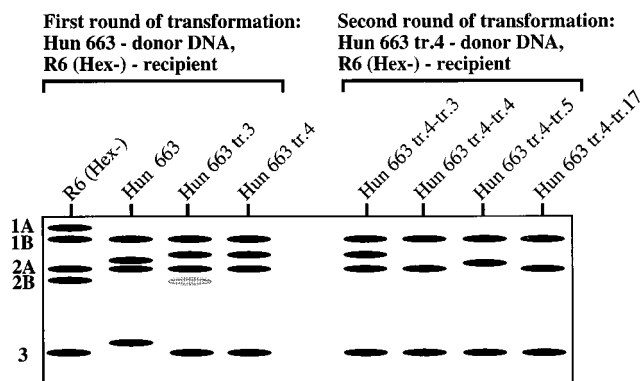 First round of transformation:
Hun 663 - donor DNA,
R6 (Hex-) - recipient
Second round of transformation:
Hun 663 tr.4 - donor DNA,
R6 (Hex-) - recipient
R6 (Hex-)
Hun 663
Hun 663 tr.3
Hun 663 tr.4
Hun 663 tr.4-tr.3
Hun 663 tr.4-tr.4
Hun 663 tr.4-tr.5
Hun 663 tr.4-tr.17
1A
1B
2A
2B
3